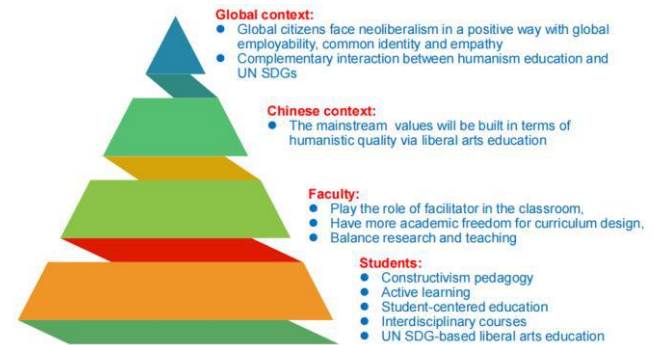 Global context:
● Global citizens face neoliberalism in a positive way with global
employability, common identity and empathy
● Complementary interaction between humanism education and
UN SDGs
Chinese context:
● The mainstream values will be built in terms of
humanistic quality via liberal arts education
Faculty:
● Play the role of facilitator in the classroom,
● Have more academic freedom for curriculum design,
● Balance research and teaching
Students:
● Constructivism pedagogy
● Active learning
● Student-centered education
● Interdisciplinary courses
● UN SDG-based liberal arts education